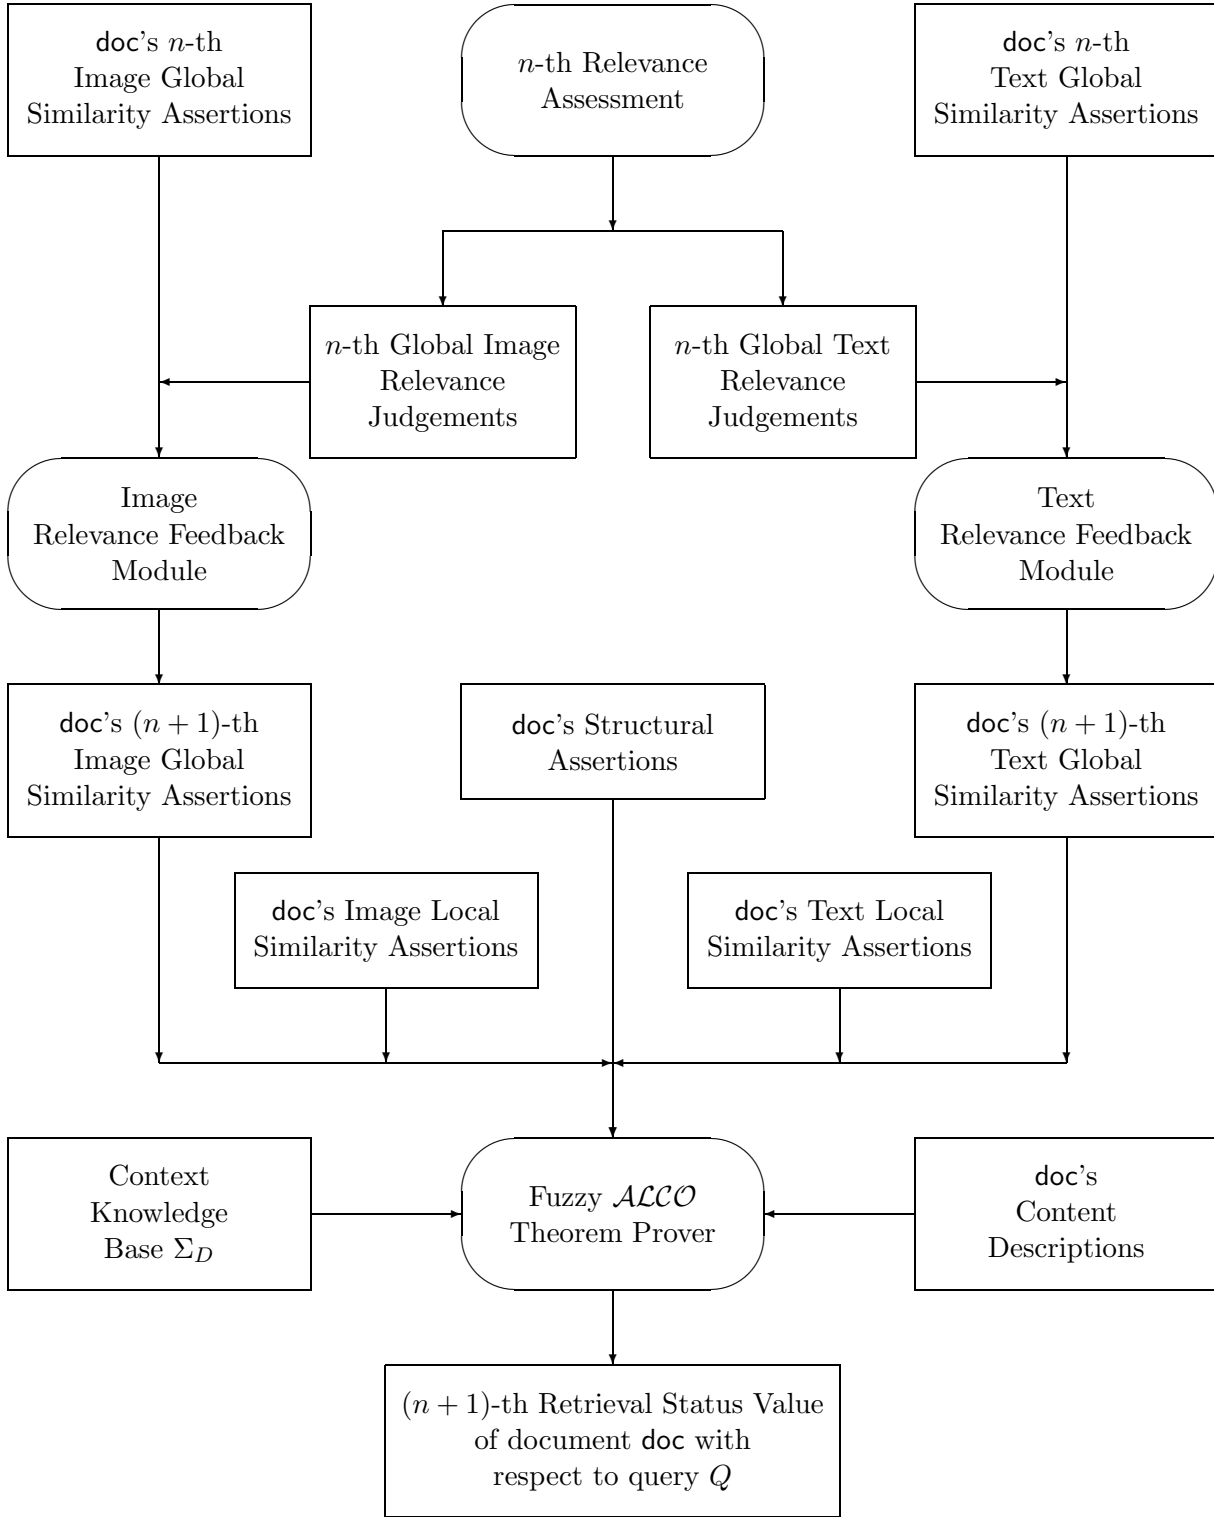 doc's n-th
Image Global
Similarity Assertions
n-th Relevance
Assessment
doc's n-th
Text Global
Similarity Assertions
n-th Global Image
Relevance
Judgements
n-th Global Text
Relevance
Judgements
Image
Relevance Feedback
Module
Text
Relevance Feedback
Module
doc's (n + 1)-th
Image Global
Similarity Assertions
doc's Structural
Assertions
doc's (n + 1)-th
Text Global
Similarity Assertions
doc's Image Local
Similarity Assertions
doc's Text Local
Similarity Assertions
Context
Knowledge
Base Σ_D
Fuzzy 𝒜ℒ𝒞𝒪
Theorem Prover
doc's
Content
Descriptions
(n + 1)-th Retrieval Status Value
of document doc with
respect to query Q